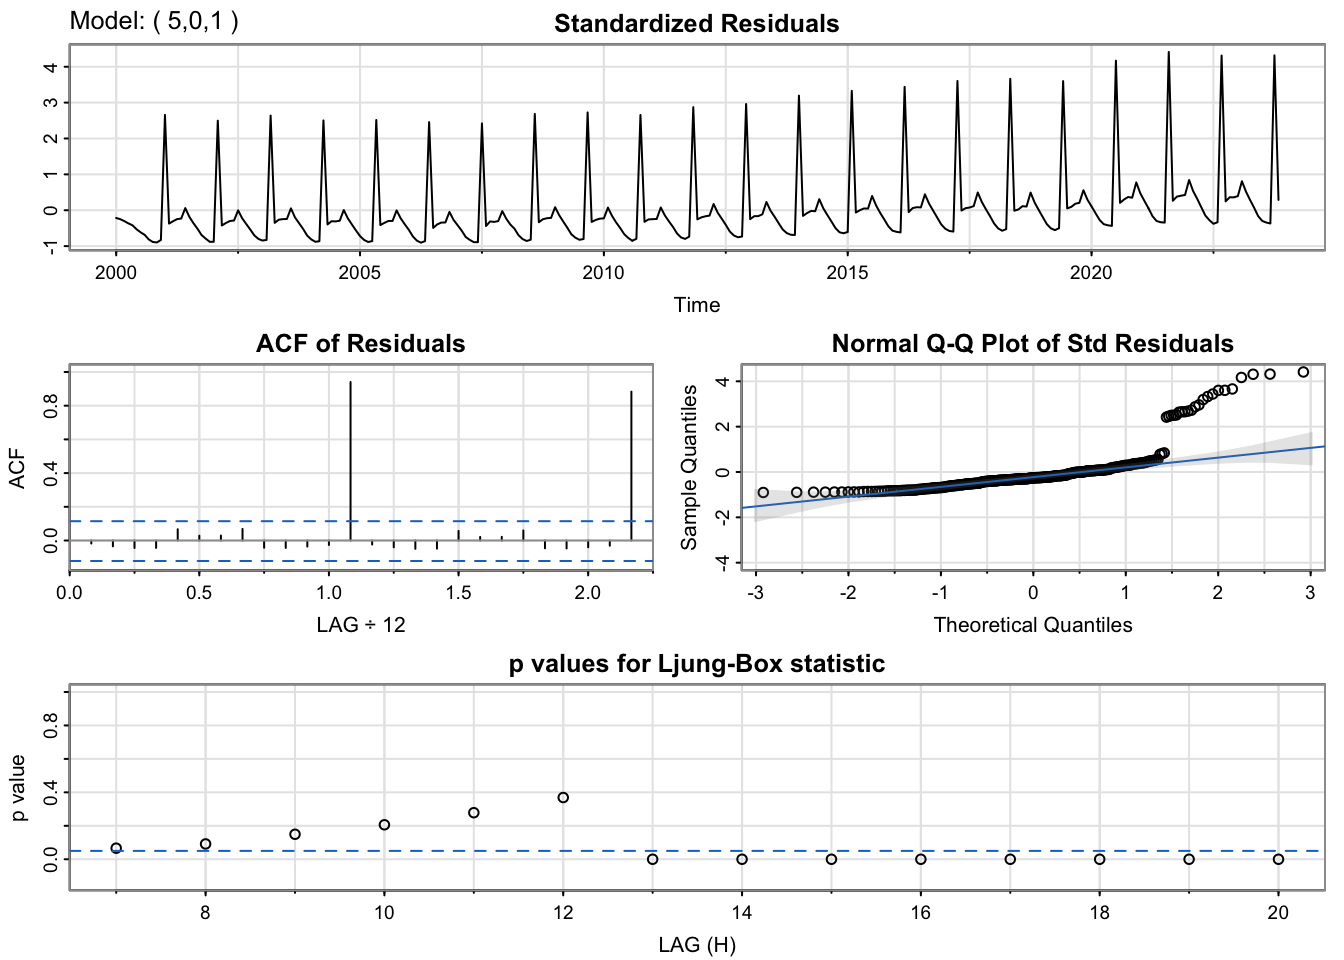 Model: ( 5,0,1 )
Standardized Residuals
4
3
2
1
0
-1
2000 2005 2010 2015 2020
Time
ACF of Residuals
ACF
0.8
0.4
0.0
0.0 0.5 1.0 1.5 2.0
LAG ÷ 12
Normal Q-Q Plot of Std Residuals
Sample Quantiles
4
2
0
-2
-4
-3 -2 -1 0 1 2 3
Theoretical Quantiles
p values for Ljung-Box statistic
p value
0.8
0.4
0.0
8 10 12 14 16 18 20
LAG (H)